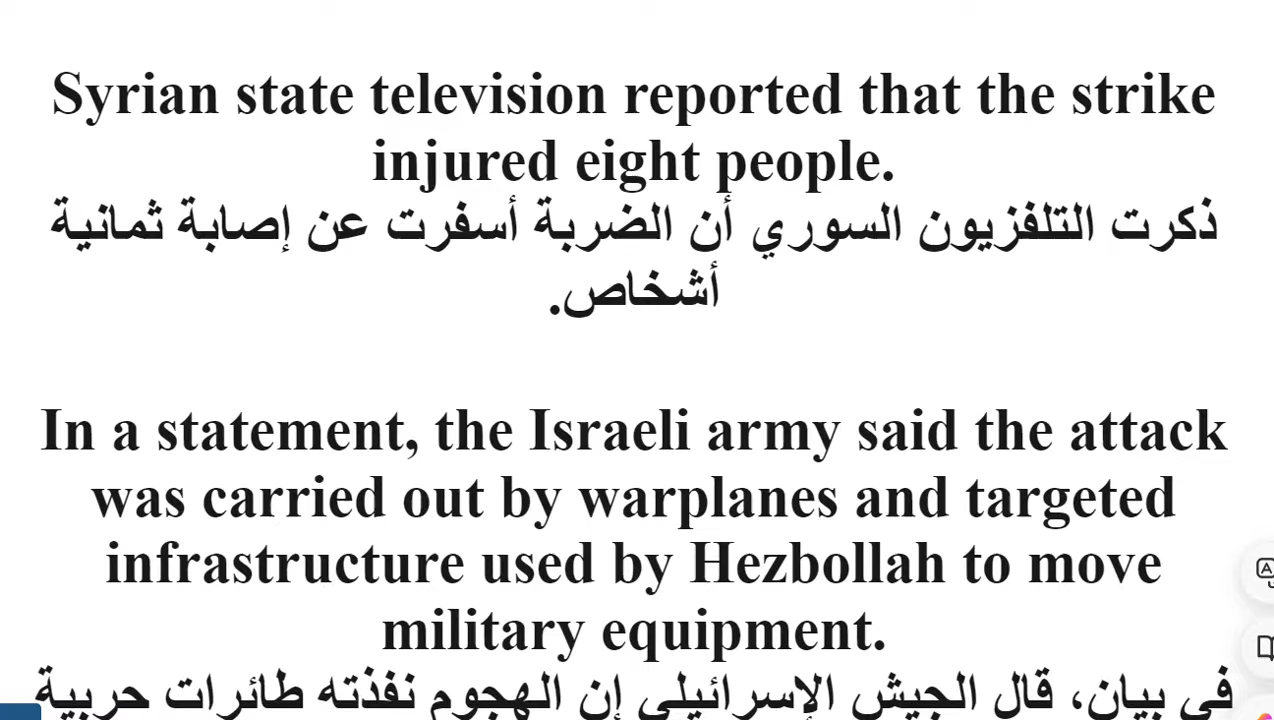 Syrian state television reported that the strike
injured eight people.
ذكرت التلفزيون السوري أن الضربة أسفرت عن إصابة ثمانية
أشخاص.
In a statement, the Israeli army said the attack
was carried out by warplanes and targeted
infrastructure used by Hezbollah to move
military equipment.
في بيان، قال الجيش الإسرائيلي إن الهجوم نفذته طائرات حربية